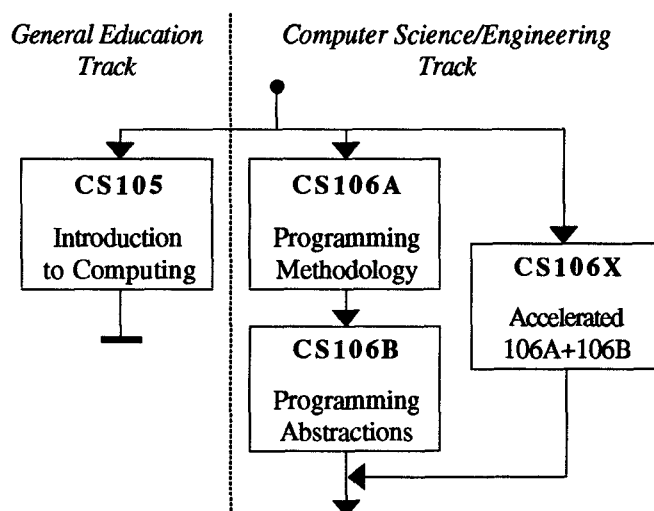 General Education
Track
Computer Science/Engineering
Track
CS105
Introduction
to Computing
CS106A
Programming
Methodology
CS106B
Programming
Abstractions
CS106X
Accelerated
106A+106B